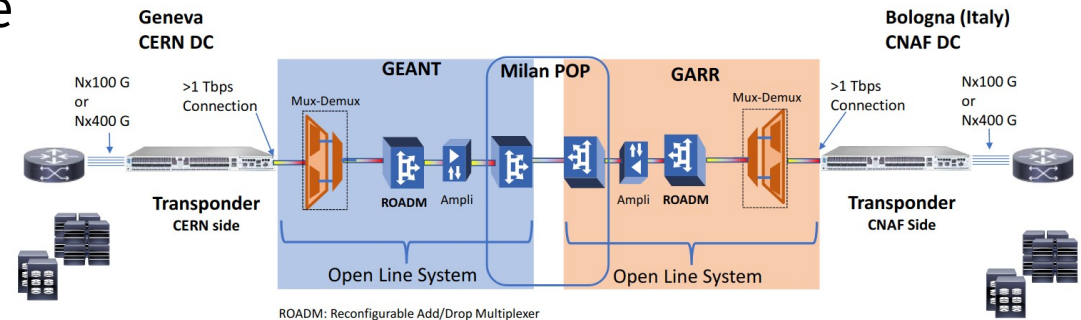 e
Geneva
CERN DC
Bologna (Italy)
CNAF DC
Nx100 G
or
Nx400 G
>1 Tbps
Connection
GEANT
Milan POP
GARR
>1 Tbps
Connection
Nx100 G
or
Nx400 G
Mux-Demux
Mux-Demux
ROADM
Ampli
Ampli
ROADM
Transponder
CERN side
Transponder
CNAF Side
Open Line System
Open Line System
ROADM: Reconfigurable Add/Drop Multiplexer